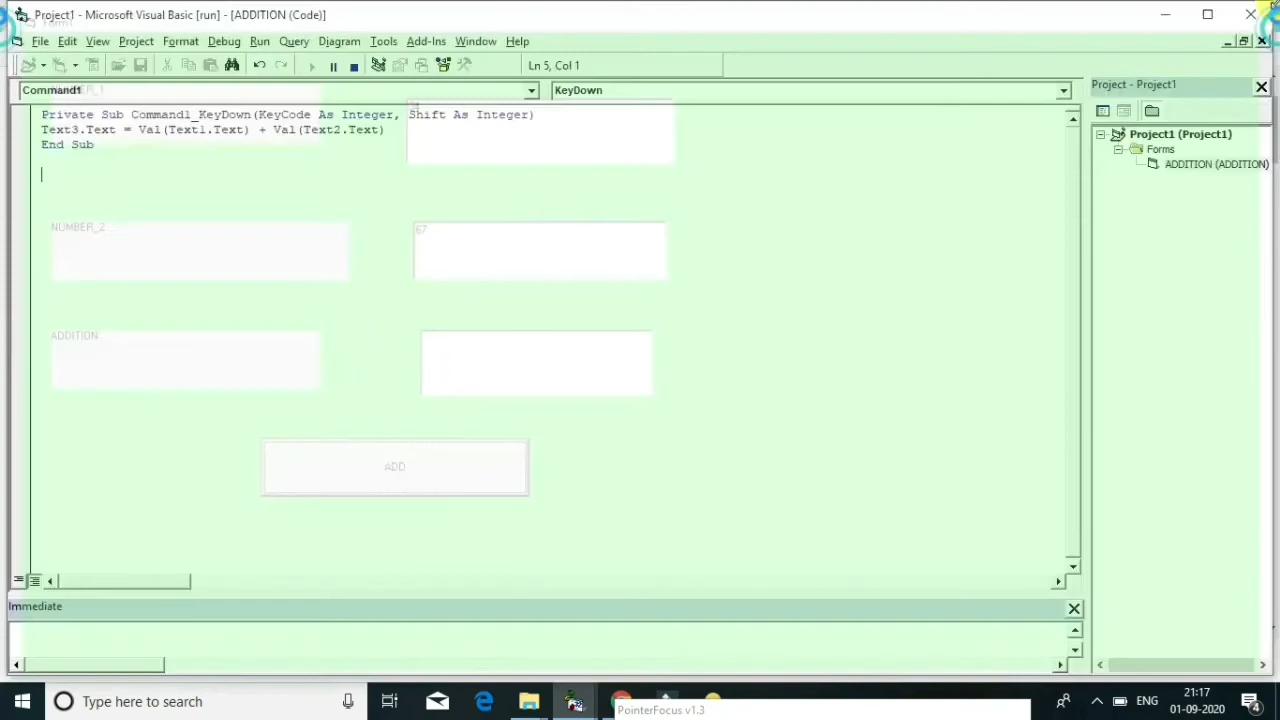 Project1 - Microsoft Visual Basic [run] - [ADDITION (Code)]
Form1
File Edit View Project Format Debug Run Query Diagram Tools Add-Ins Window Help
Ln 5, Col 1
Command1 KeyDown
Project - Project1
Private Sub Command1_KeyDown(KeyCode As Integer, Shift As Integer)
Text3.Text = Val(Text1.Text) + Val(Text2.Text)
End Sub
Project1 (Project1)
Forms
ADDITION (ADDITION)
NUMBER_2
67
ADDITION
ADD
Immediate
Type here to search
ENG
21:17
01-09-2020
4
PointerFocus v1.3